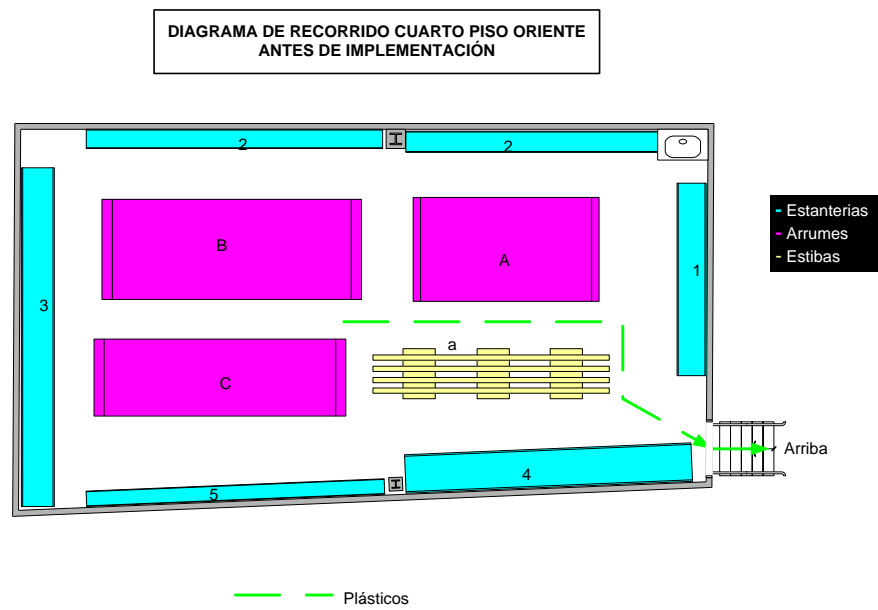 DIAGRAMA DE RECORRIDO CUARTO PISO ORIENTE
ANTES DE IMPLEMENTACIÓN
2
2
1
B
A
3
a
C
4
5
Arriba
Estanterias
Arrumes
Estibas
Plásticos